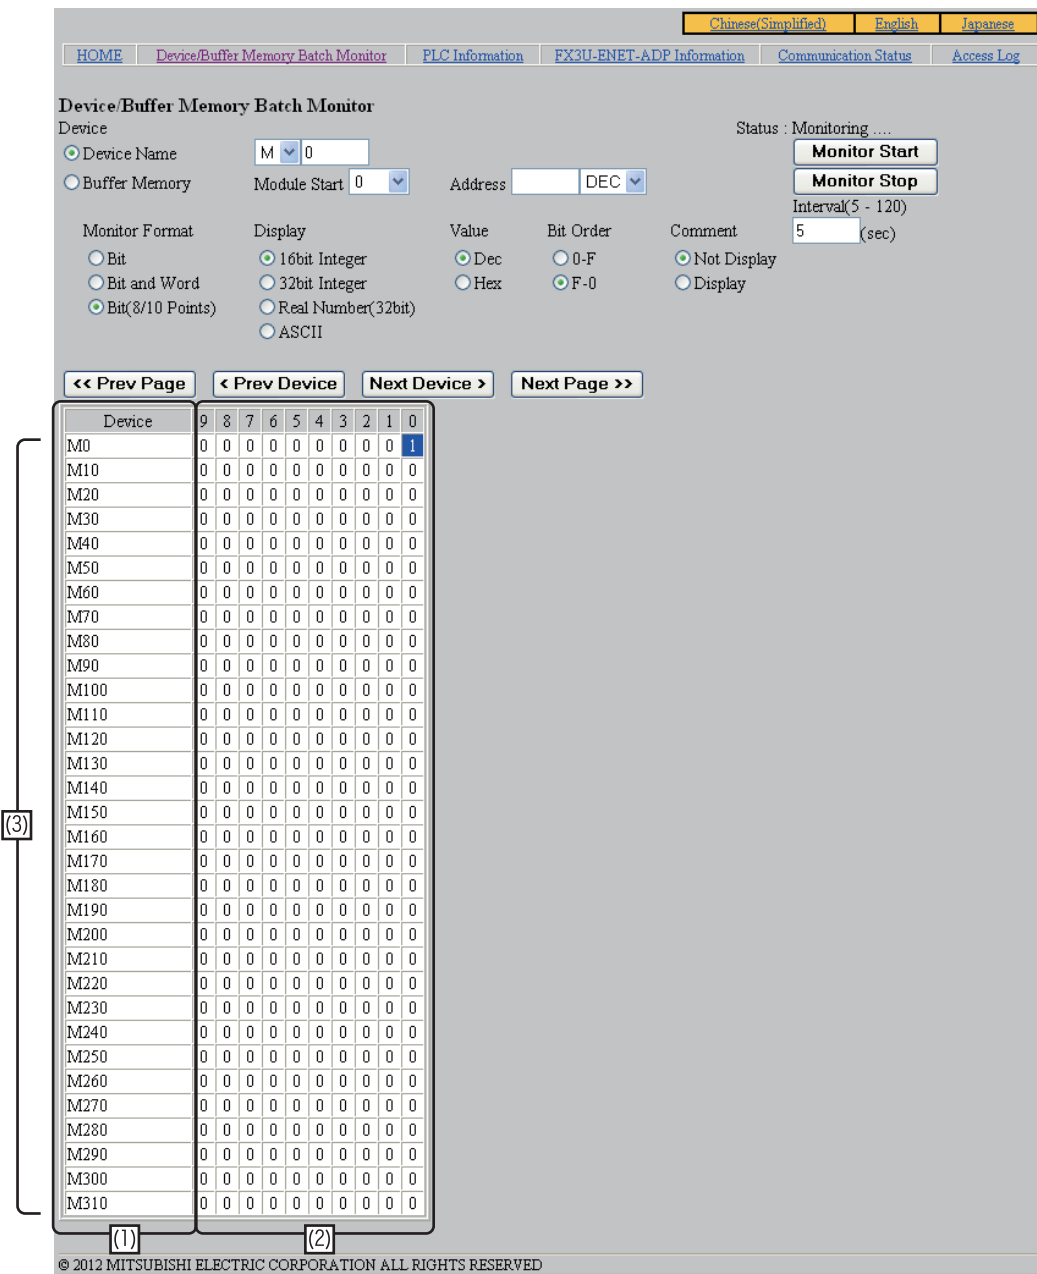 Chinese(Simplified) English Japanese
HOME Device/Buffer Memory Batch Monitor PLC Information FX3U-ENET-ADP Information Communication Status Access Log
Device/Buffer Memory Batch Monitor
Device Status : Monitoring ....
Device Name M 0 Monitor Start
Buffer Memory Module Start 0 Address DEC Monitor Stop
Interval(5 - 120)
5 (sec)
Monitor Format Display Value Bit Order Comment
Bit 16bit Integer Dec 0-F Not Display
Bit and Word 32bit Integer Hex F-0 Display
Bit(8/10 Points) Real Number(32bit)
ASCII
<< Prev Page < Prev Device Next Device > Next Page >>
Device 9 8 7 6 5 4 3 2 1 0
M0 0 0 0 0 0 0 0 0 0 1
M10 0 0 0 0 0 0 0 0 0 0
M20 0 0 0 0 0 0 0 0 0 0
M30 0 0 0 0 0 0 0 0 0 0
M40 0 0 0 0 0 0 0 0 0 0
M50 0 0 0 0 0 0 0 0 0 0
M60 0 0 0 0 0 0 0 0 0 0
M70 0 0 0 0 0 0 0 0 0 0
M80 0 0 0 0 0 0 0 0 0 0
M90 0 0 0 0 0 0 0 0 0 0
M100 0 0 0 0 0 0 0 0 0 0
M110 0 0 0 0 0 0 0 0 0 0
M120 0 0 0 0 0 0 0 0 0 0
M130 0 0 0 0 0 0 0 0 0 0
M140 0 0 0 0 0 0 0 0 0 0
M150 0 0 0 0 0 0 0 0 0 0
(3)
M160 0 0 0 0 0 0 0 0 0 0
M170 0 0 0 0 0 0 0 0 0 0
M180 0 0 0 0 0 0 0 0 0 0
M190 0 0 0 0 0 0 0 0 0 0
M200 0 0 0 0 0 0 0 0 0 0
M210 0 0 0 0 0 0 0 0 0 0
M220 0 0 0 0 0 0 0 0 0 0
M230 0 0 0 0 0 0 0 0 0 0
M240 0 0 0 0 0 0 0 0 0 0
M250 0 0 0 0 0 0 0 0 0 0
M260 0 0 0 0 0 0 0 0 0 0
M270 0 0 0 0 0 0 0 0 0 0
M280 0 0 0 0 0 0 0 0 0 0
M290 0 0 0 0 0 0 0 0 0 0
M300 0 0 0 0 0 0 0 0 0 0
M310 0 0 0 0 0 0 0 0 0 0
(1) (2)
© 2012 MITSUBISHI ELECTRIC CORPORATION ALL RIGHTS RESERVED